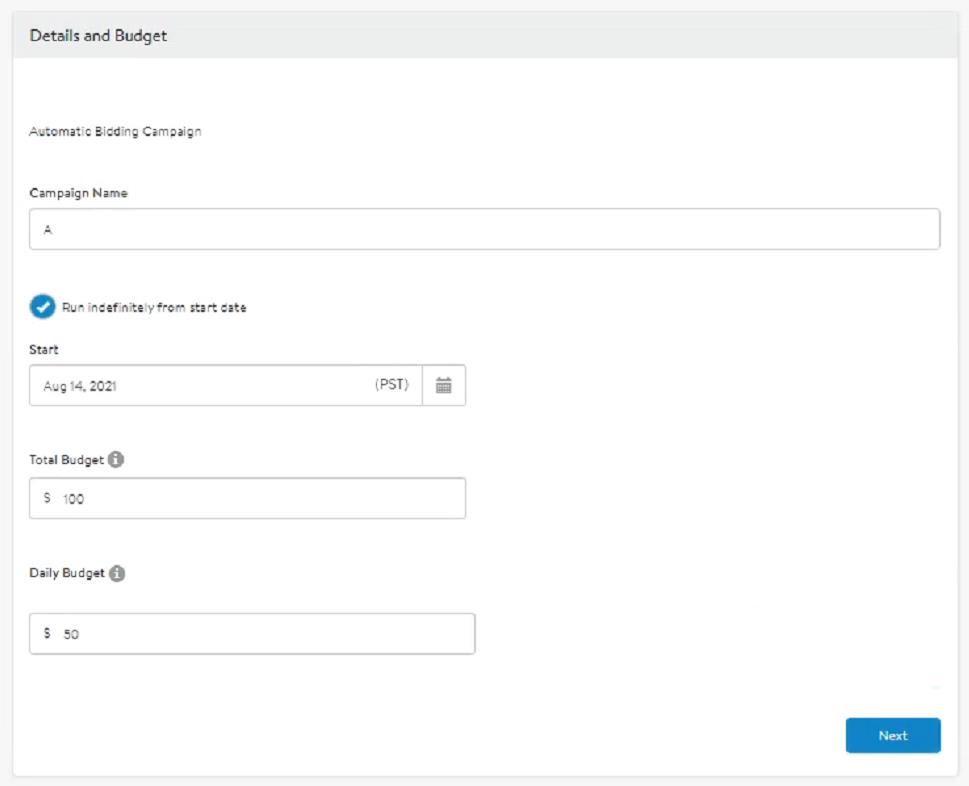 Details and Budget
Automatic Bidding Campaign
Campaign Name
A
Run indefinitely from start date
Start
Aug 14, 2021 (PST)
Total Budget
$ 100
Daily Budget
$ 50
Next